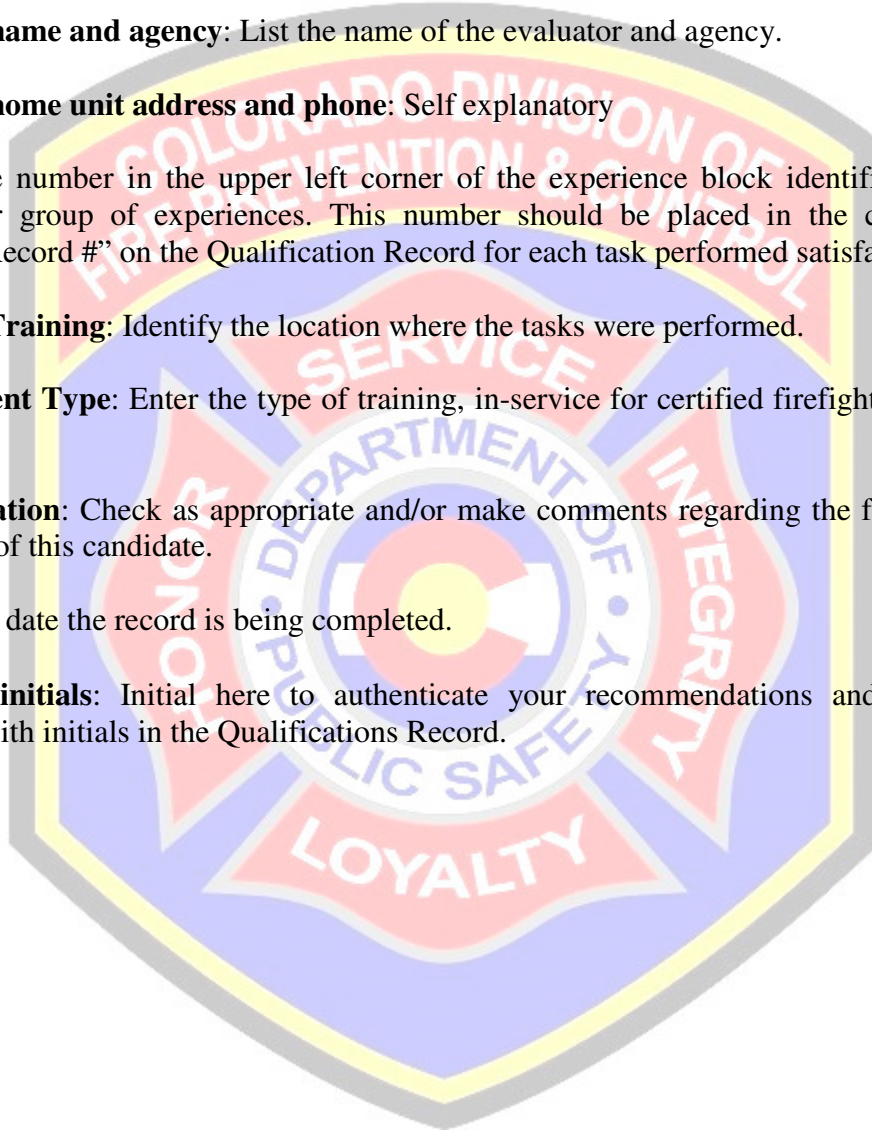 name and agency: List the name of the evaluator and agency.
home unit address and phone: Self explanatory
number in the upper left corner of the experience block
group of experiences. This number should be placed in the
ecord #” on the Qualification Record for each task performed
Training: Identify the location where the tasks were performed.
ent Type: Enter the type of training, in-service for certified
ation: Check as appropriate and/or make comments regarding the
of this candidate.
date the record is being completed.
initials: Initial here to authenticate your recommendations and
ith initials in the Qualifications Record.
COLORADO DIVISION OF
FIRE PREVENTION & CONTROL
SERVICE
HONOR
INTEGRITY
DEPARTMENT OF
• PUBLIC SAFETY •
LOYALTY